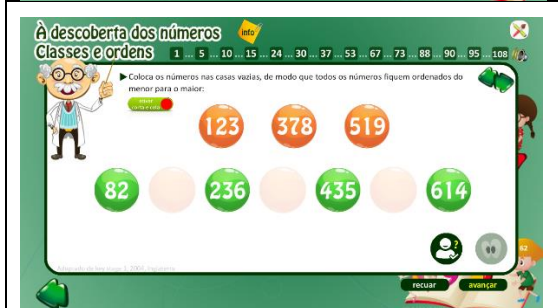 À descoberta dos números
info
Classes e ordens 1 ... 5 ... 10 ... 15 ... 24 ... 30 ... 37 ... 53 ... 67 ... 73 ... 88 ... 90 ... 95 ... 108
Coloca os números nas casas vazias, de modo que todos os números fiquem ordenados do
menor para o maior:
123 378 519
82 236 435 614
?
62
recuar avançar